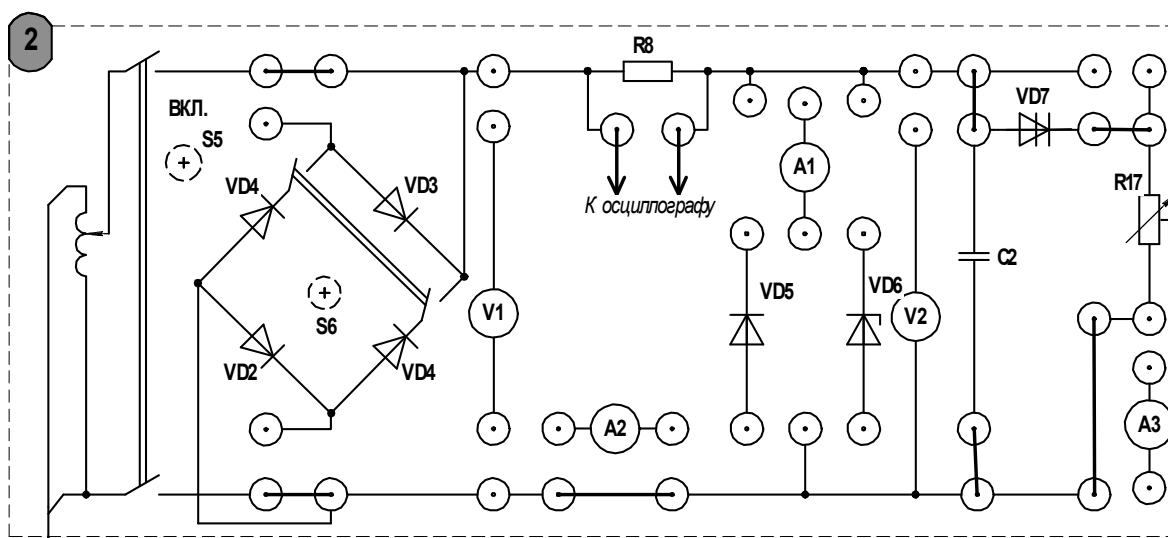 2
R8
ВКЛ.
S5
VD7
VD4
VD3
A1
R17
К осциллографу
C2
VD5
VD6
V1
V2
S6
VD2
VD4
A2
A3